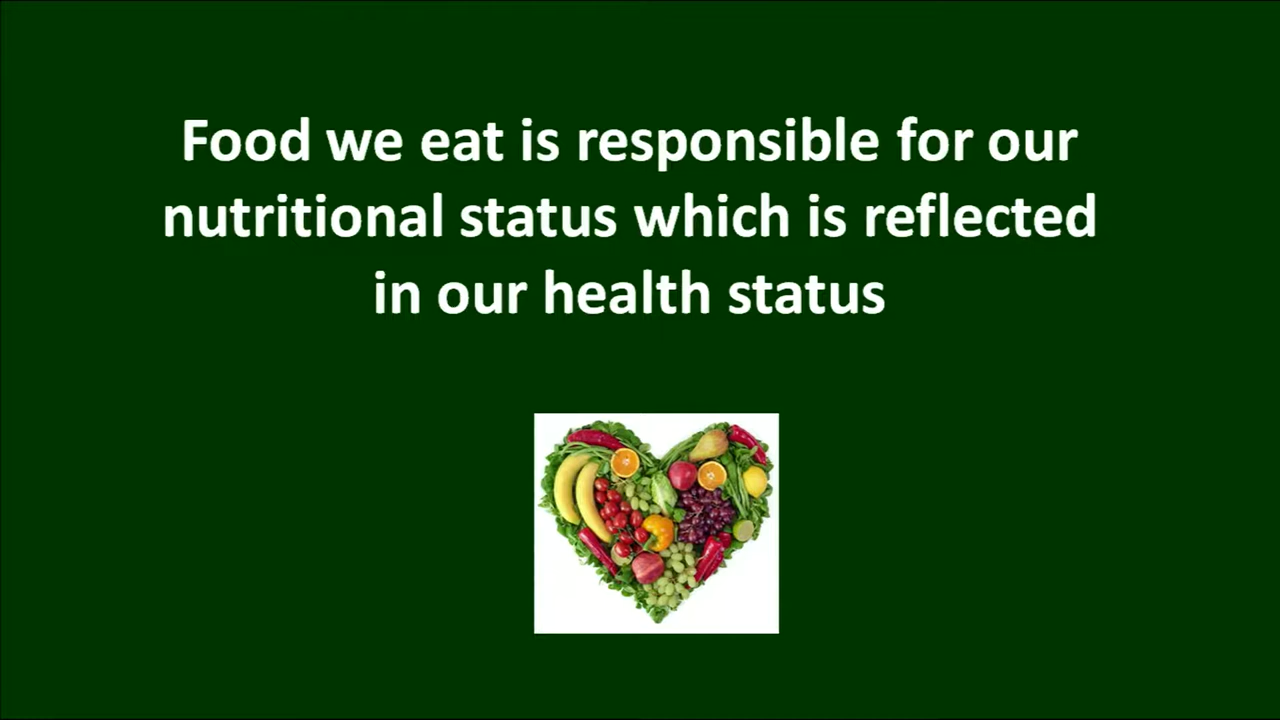 Food we eat is responsible for our
nutritional status which is reflected
in our health status